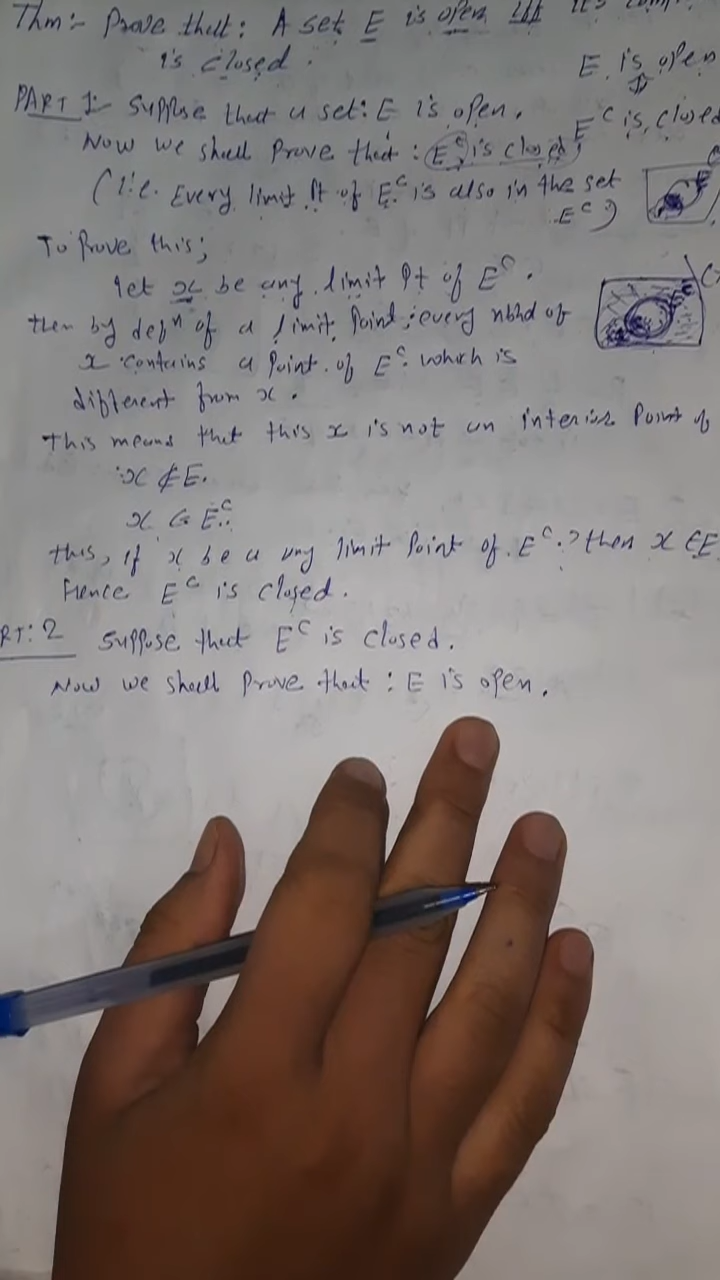 Thm:- Prove that: A set E is open iff its
is closed.
E is open
⇕
E^C is closed
PART 1:- Suppose that a set: E is open.
Now we shall Prove that: E^C is closed
(i.e. Every limit Pt of E^C is also in the set
E^C)
To Prove this;
let x be any limit Pt of E^C.
then by defn of a limit Point; every nbhd of
x contains a Point of E^C which is
different from x.
This means that this x is not an interior Point of
∴ x ∉ E.
x ∈ E^C.
this, if x be a any limit Point of E^C. then x ∈ E
Hence E^C is closed.
RT: 2 Suppose that E^C is closed.
Now we shall Prove that: E is open.